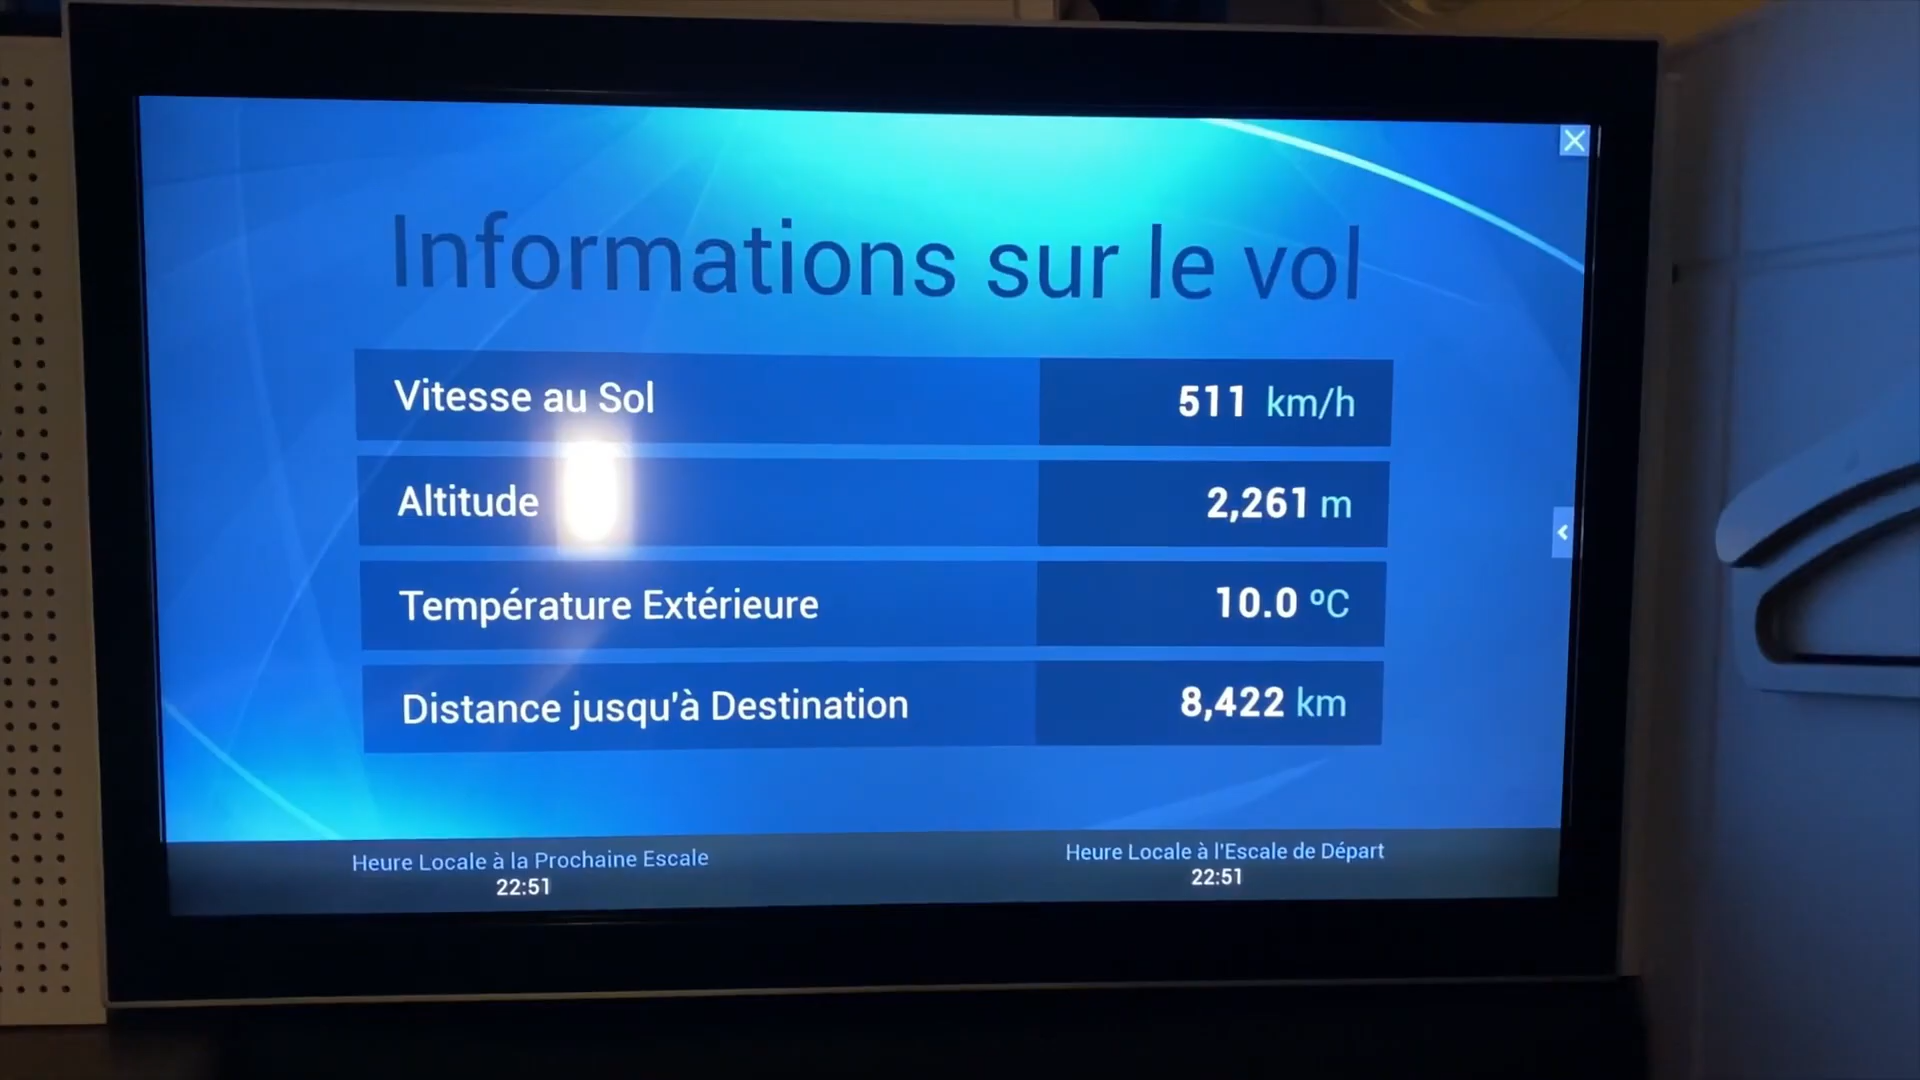 Informations sur le vol
Vitesse au Sol 511 km/h
Altitude 2,261 m
Température Extérieure 10.0 ºC
Distance jusqu'à Destination 8,422 km
Heure Locale à la Prochaine Escale
22:51
Heure Locale à l'Escale de Départ
22:51